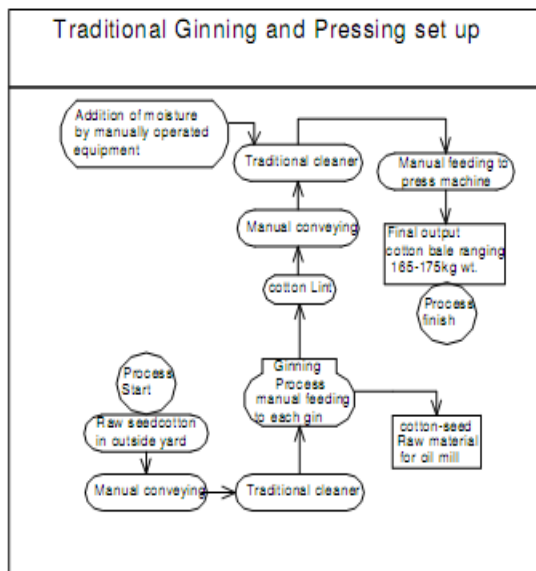 Traditional Ginning and Pressing set up
Addition of moisture
by manually operated
equipment
Traditional cleaner
Manual feeding to
press machine
Manual conveying
Final output
cotton bale ranging
165-175kg wt.
cotton Lint
Process
finish
Process
Start
Ginning
Process
manual feeding
to each gin
Raw seedcotton
in outside yard
cotton-seed
Raw material
for oil mill
Manual conveying
Traditional cleaner